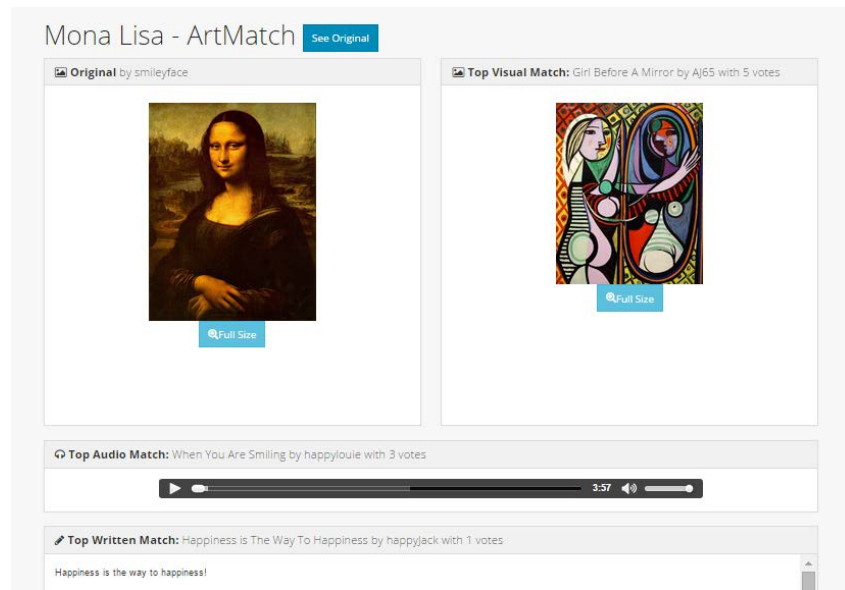 Mona Lisa - ArtMatch See Original
Original by smileyface
Top Visual Match: Girl Before A Mirror by AJ65 with 5 votes
Full Size
Full Size
Top Audio Match: When You Are Smiling by happylouie with 3 votes
3:57
Top Written Match: Happiness is The Way To Happiness by happyJack with 1 votes
Happiness is the way to happiness!